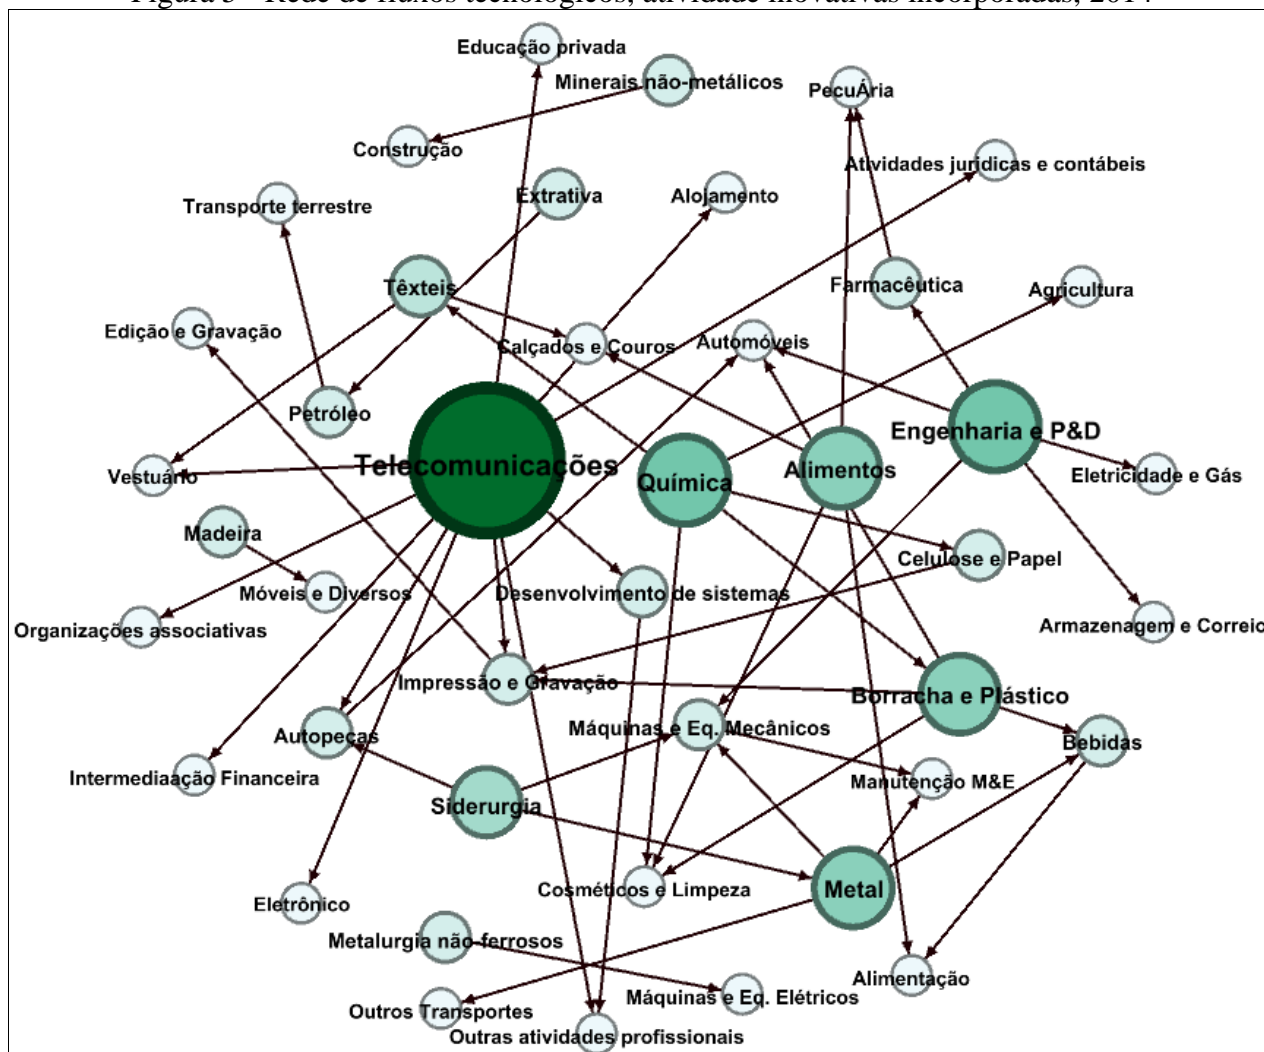 Educação privada
Minerais não-metálicos
PecuÁria
Construção
Atividades juridicas e contábeis
Transporte terrestre
Extrativa
Alojamento
Têxteis
Farmacêutica
Agricultura
Edição e Gravação
Calçados e Couros
Automóveis
Petróleo
Engenharia e P&D
Telecomunicações
Química
Alimentos
Vestuário
Eletricidade e Gás
Madeira
Celulose e Papel
Móveis e Diversos
Desenvolvimento de sistemas
Organizações associativas
Armazenagem e Correio
Impressão e Gravação
Borracha e Plástico
Autopeças
Máquinas e Eq. Mecânicos
Bebidas
Intermediaação Financeira
Manutenção M&E
Siderurgia
Eletrônico
Cosméticos e Limpeza
Metal
Metalurgia não-ferrosos
Alimentação
Outros Transportes
Máquinas e Eq. Elétricos
Outras atividades profissionais